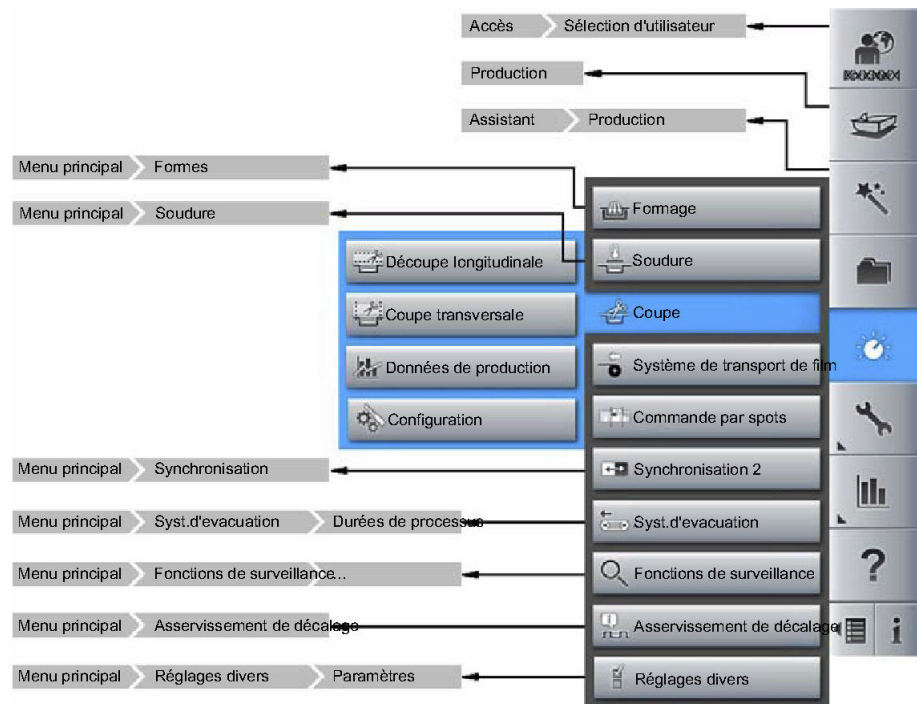 Accès Sélection d'utilisateur
Production
Assistant Production
Menu principal Formes
Menu principal Soudure
Formage
Découpe longitudinale
Soudure
Coupe transversale
Coupe
Données de production
Système de transport de film
Configuration
Commande par spots
Menu principal Synchronisation
Synchronisation 2
Menu principal Syst.d'evacuation Durées de processus
Syst.d'evacuation
Menu principal Fonctions de surveillance...
Fonctions de surveillance
Menu principal Asservissement de décalage
Asservissement de décalage
Menu principal Réglages divers Paramètres
Réglages divers